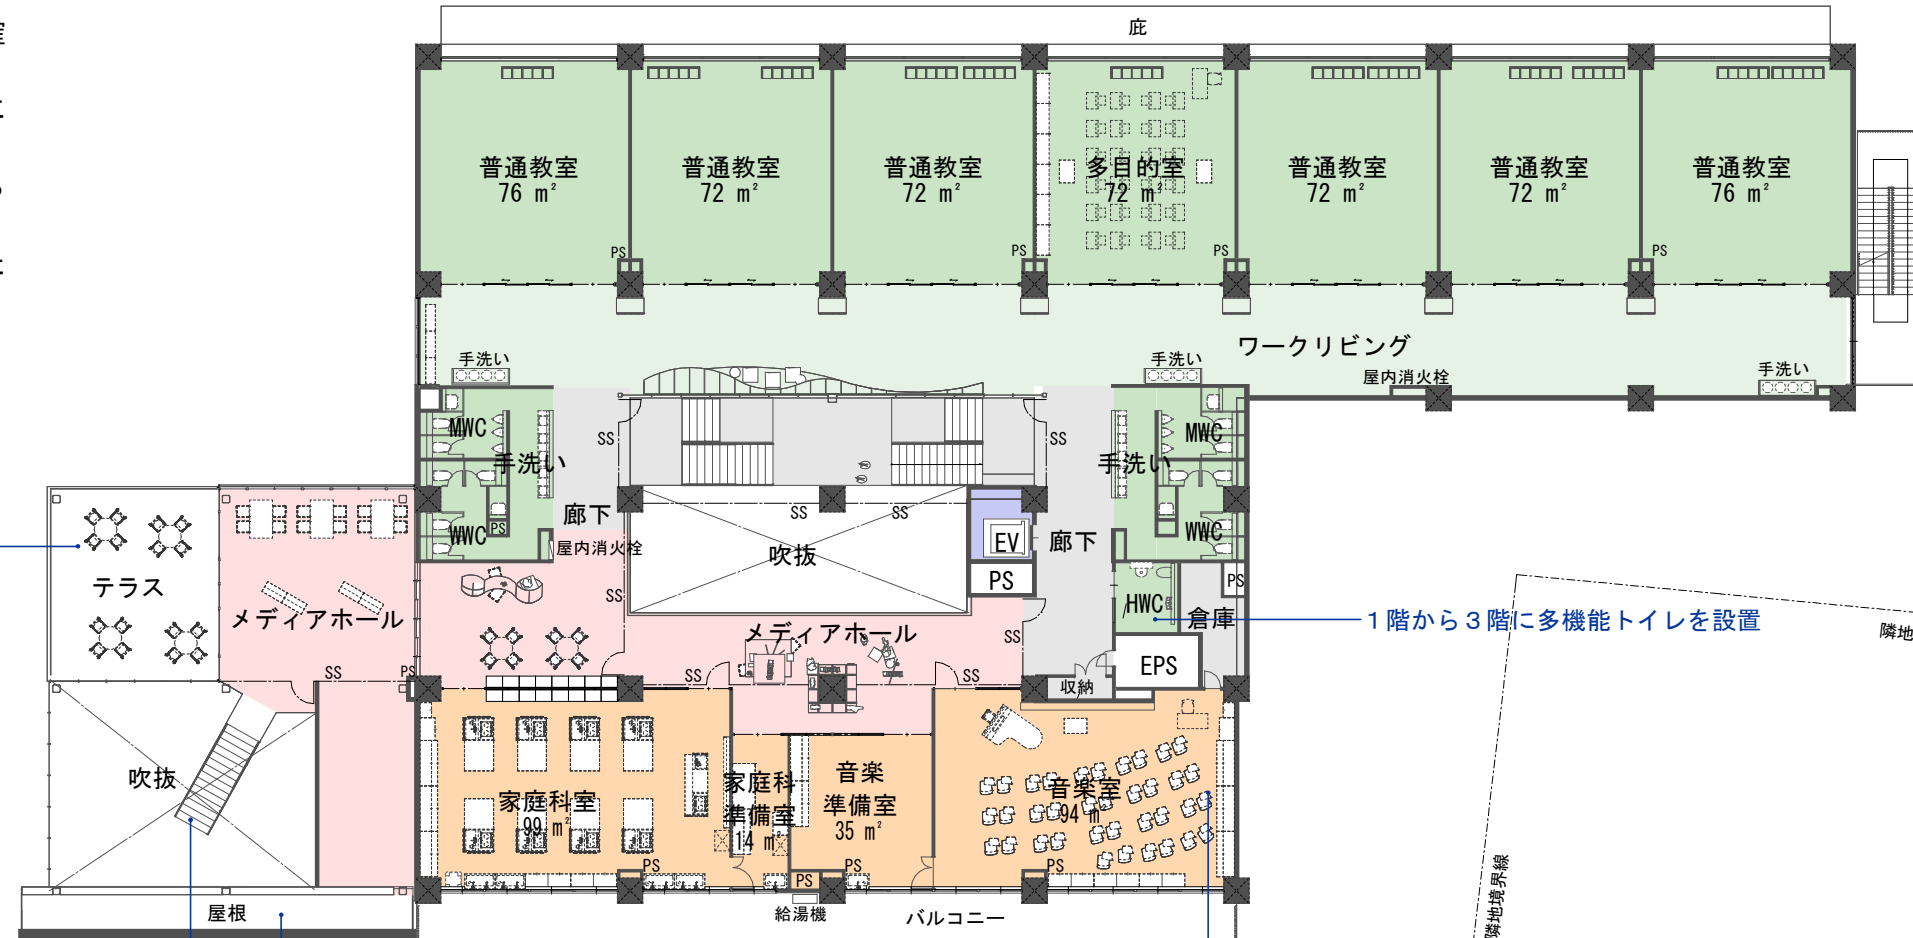 庇
普通教室
76 ㎡
普通教室
72 ㎡
普通教室
72 ㎡
多目的室
72 ㎡
普通教室
72 ㎡
普通教室
72 ㎡
普通教室
76 ㎡
PS
PS
PS
PS
ワークリビング
手洗い
手洗い
屋内消火栓
手洗い
MWC
手洗い
SS
SS
手洗い
MWC
WWC
PS
廊下
屋内消火栓
SS
SS
吹抜
EV
廊下
WWC
テラス
メディアホール
SS
PS
HWC
PS
倉庫
1階から3階に多機能トイレを設置
隣地
メディアホール
SS
SS
PS
SS
SS
収納
EPS
吹抜
家庭科室
99 ㎡
家庭科
準備室
14 ㎡
音楽
準備室
35 ㎡
音楽室
94 ㎡
PS
PS
PS
PS
屋根
給湯機
バルコニー
隣地境界線